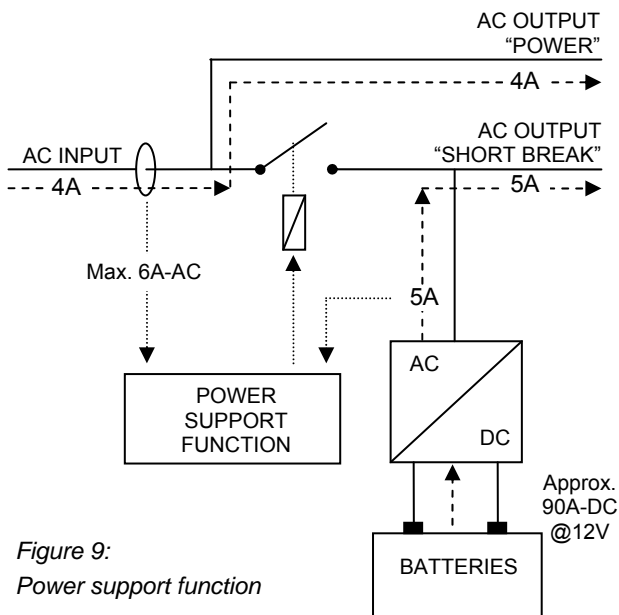 AC OUTPUT
“POWER”
4A
AC INPUT
4A
AC OUTPUT
“SHORT BREAK”
5A
Max. 6A-AC
5A
POWER
SUPPORT
FUNCTION
AC
DC
Approx.
90A-DC
@12V
BATTERIES
Figure 9:
Power support function